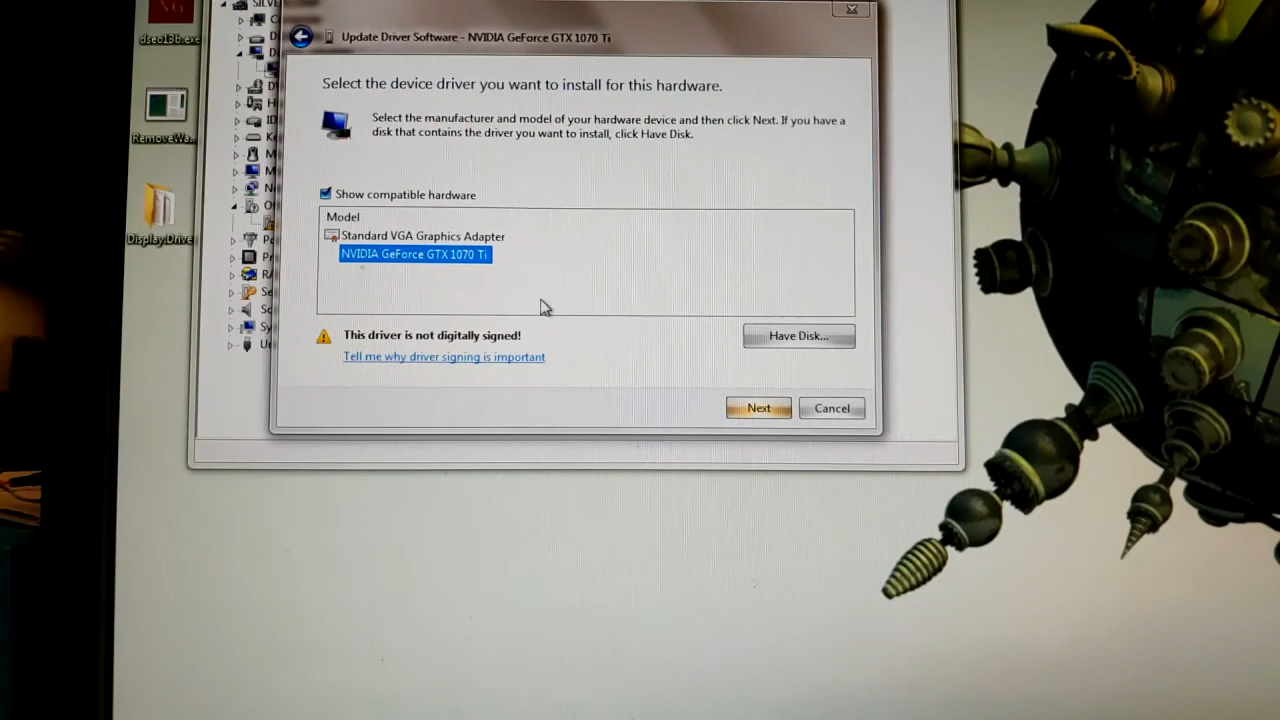 SILVE
dseo13b.exe
RemoveWa...
Display.Drive
Update Driver Software - NVIDIA GeForce GTX 1070 Ti
Select the device driver you want to install for this hardware.
Select the manufacturer and model of your hardware device and then click Next. If you have a
disk that contains the driver you want to install, click Have Disk.
Show compatible hardware
Model
Standard VGA Graphics Adapter
NVIDIA GeForce GTX 1070 Ti
This driver is not digitally signed!
Have Disk...
Tell me why driver signing is important
Next
Cancel